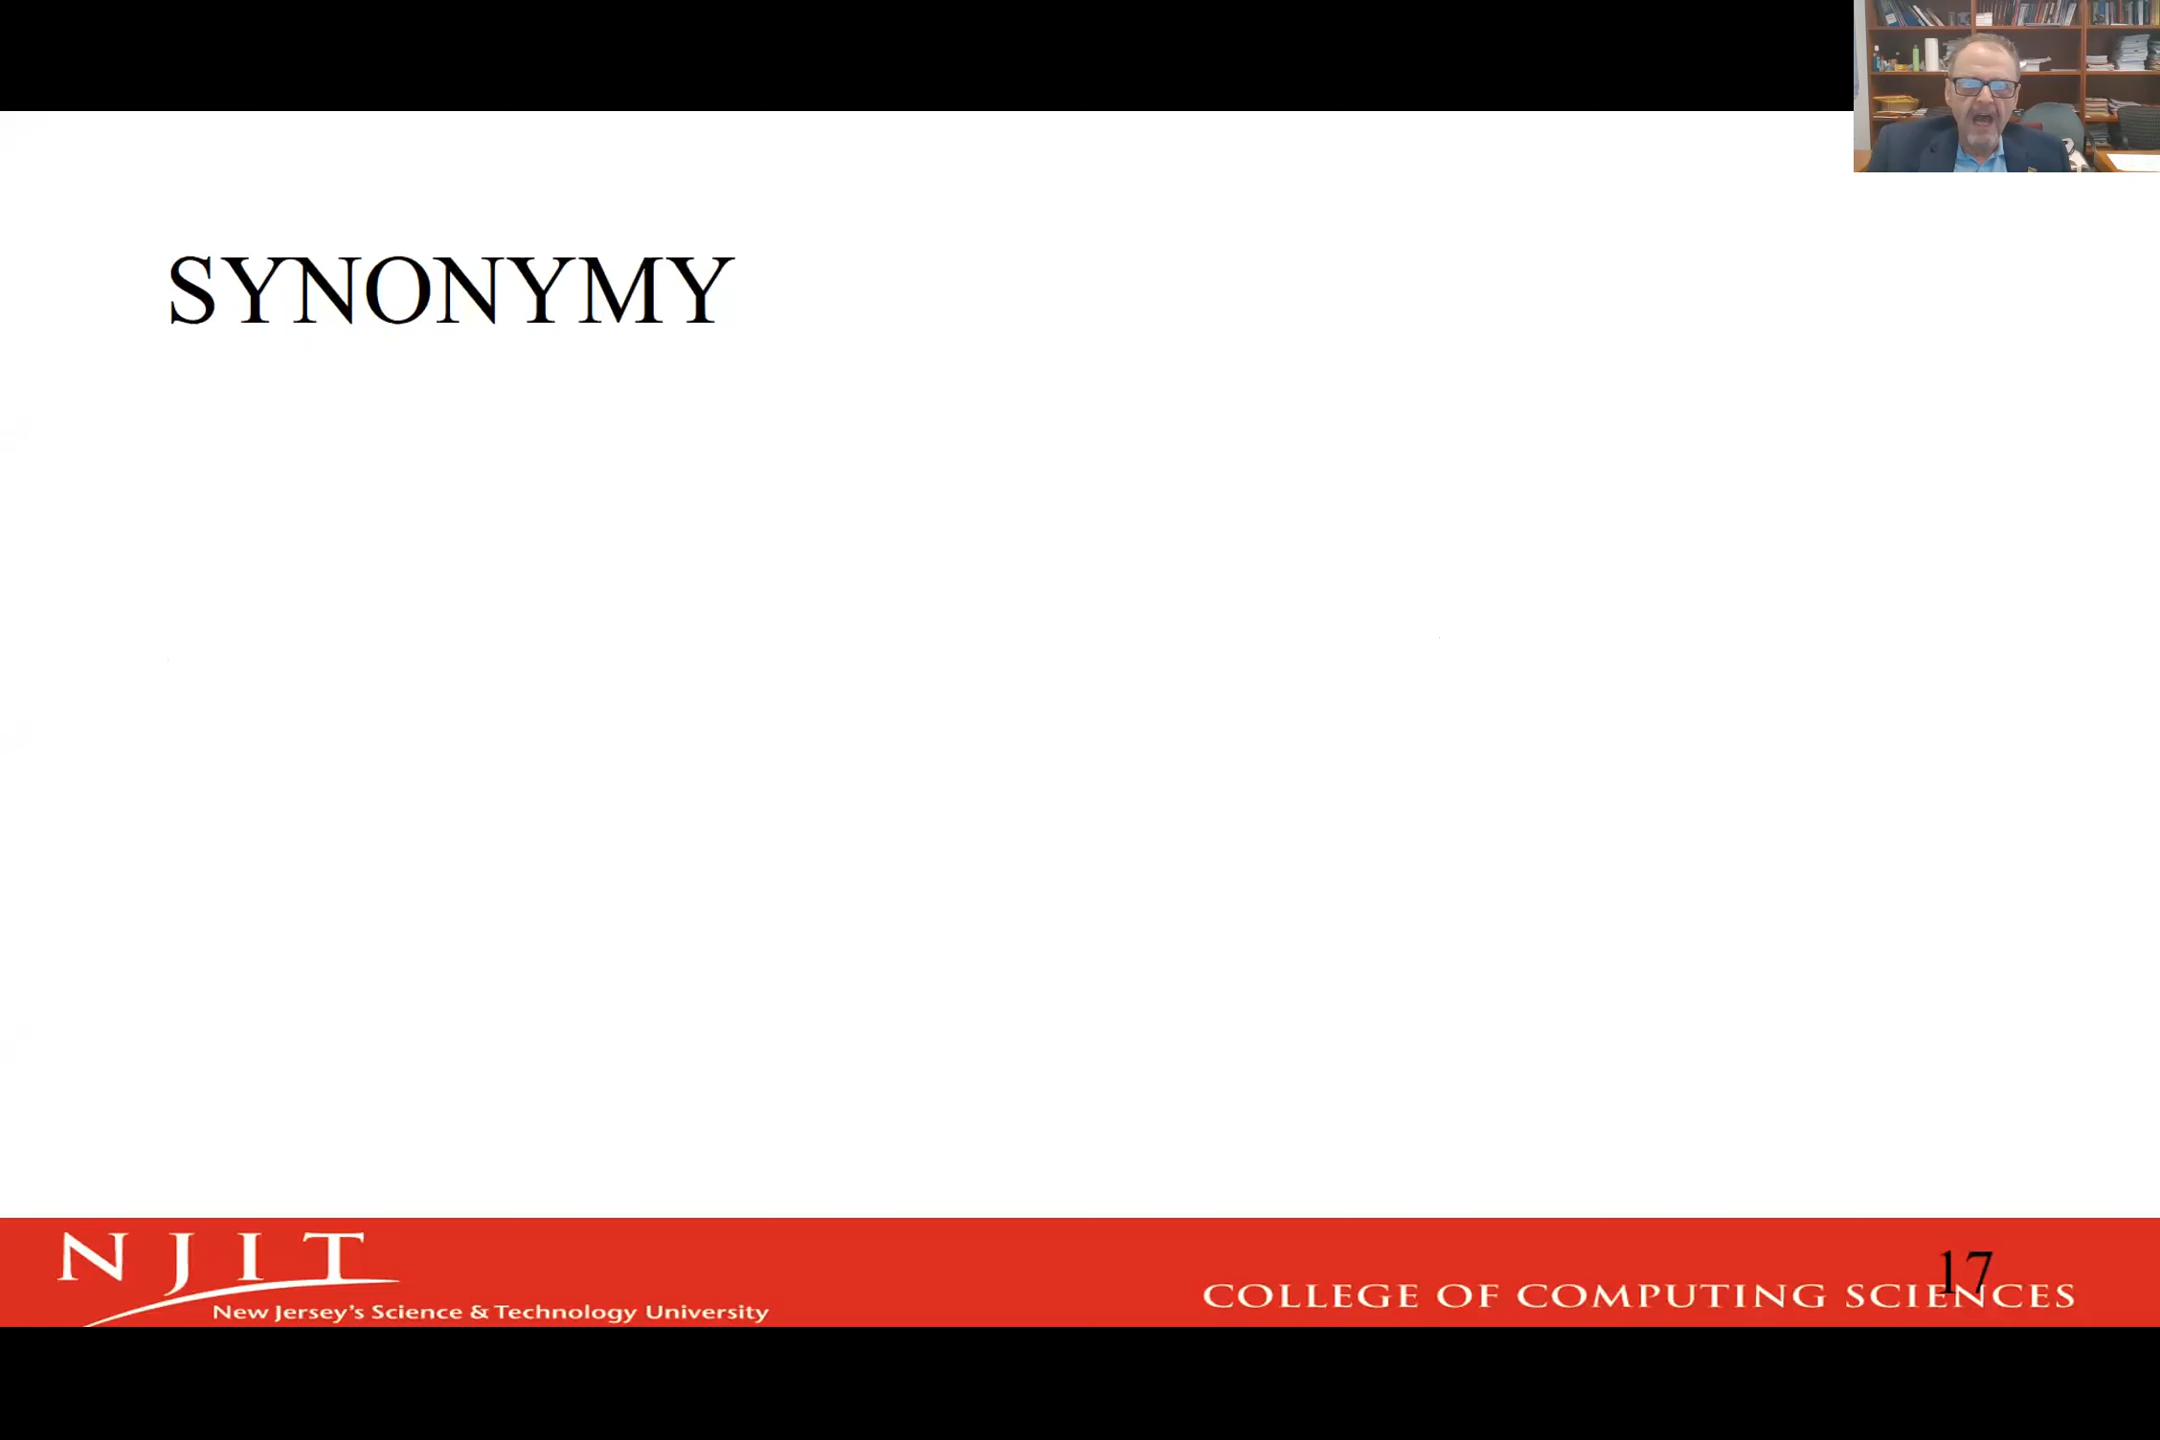 SYNONYMY
NJIT
New Jersey's Science & Technology University
COLLEGE OF COMPUTING SCIENCES
17